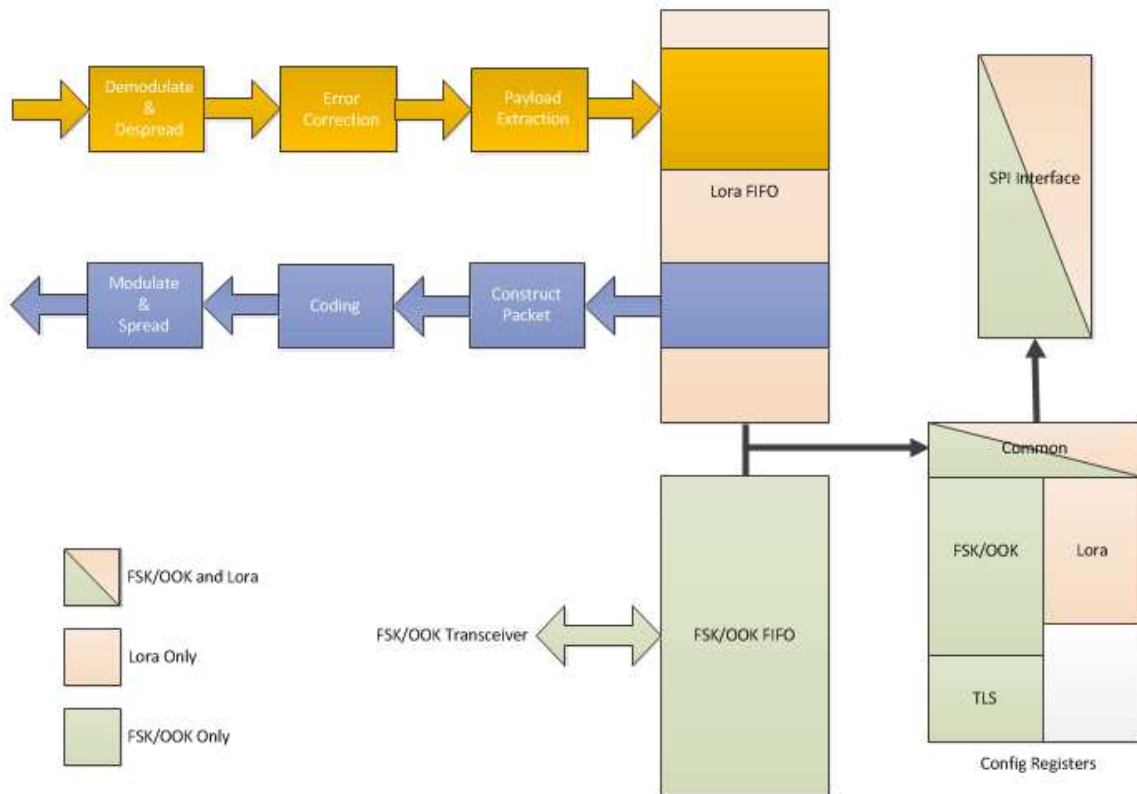 Demodulate
&
Despread
Error
Correction
Payload
Extraction
Lora FIFO
SPI Interface
Modulate
&
Spread
Coding
Construct
Packet
Common
FSK/OOK
Lora
TLS
Config Registers
FSK/OOK Transceiver
FSK/OOK FIFO
FSK/OOK and Lora
Lora Only
FSK/OOK Only